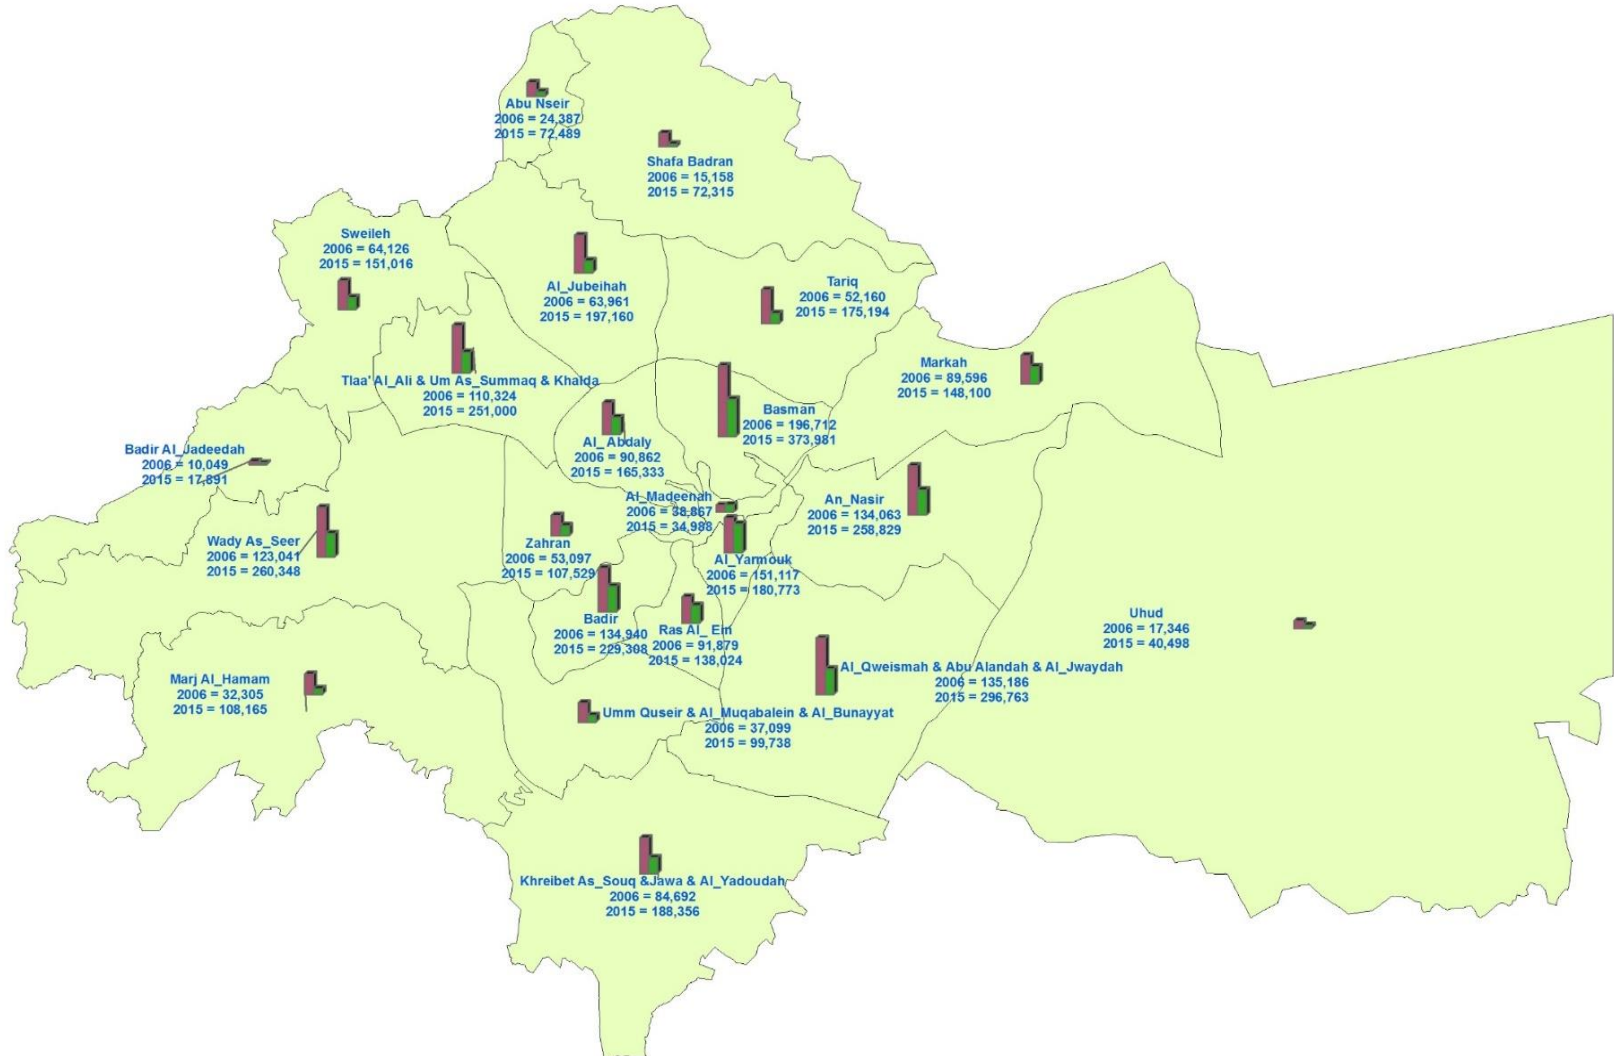 Abu Nseir
2006 = 24,387
2015 = 72,489
Shafa Badran
2006 = 15,158
2015 = 72,315
Sweileh
2006 = 64,126
2015 = 151,016
Al_Jubeihah
2006 = 63,961
2015 = 197,160
Tariq
2006 = 52,160
2015 = 175,194
Markah
2006 = 89,596
2015 = 148,100
Tlaa' Al_Ali & Um As_Summaq & Khalda
2006 = 110,324
2015 = 251,000
Basman
2006 = 196,712
2015 = 373,981
Al_ Abdaly
2006 = 90,862
2015 = 165,333
Badir Al_Jadeedah
2006 = 10,049
2015 = 17,891
Al_Madeenah
2006 = 38,867
2015 = 34,988
An_Nasir
2006 = 134,063
2015 = 258,829
Wady As_Seer
2006 = 123,041
2015 = 260,348
Zahran
2006 = 53,097
2015 = 107,529
Al_Yarmouk
2006 = 151,117
2015 = 180,773
Badir
2006 = 134,940
2015 = 229,308
Ras Al_ Ein
2006 = 91,879
2015 = 138,024
Uhud
2006 = 17,346
2015 = 40,498
Al_Qweismah & Abu Alandah & Al_Jwaydah
2006 = 135,186
2015 = 296,763
Marj Al_Hamam
2006 = 32,305
2015 = 108,165
Umm Quseir & Al_Muqabalein & Al_Bunayyat
2006 = 37,099
2015 = 99,738
Khreibet As_Souq &Jawa & Al_Yadoudah
2006 = 84,692
2015 = 188,356